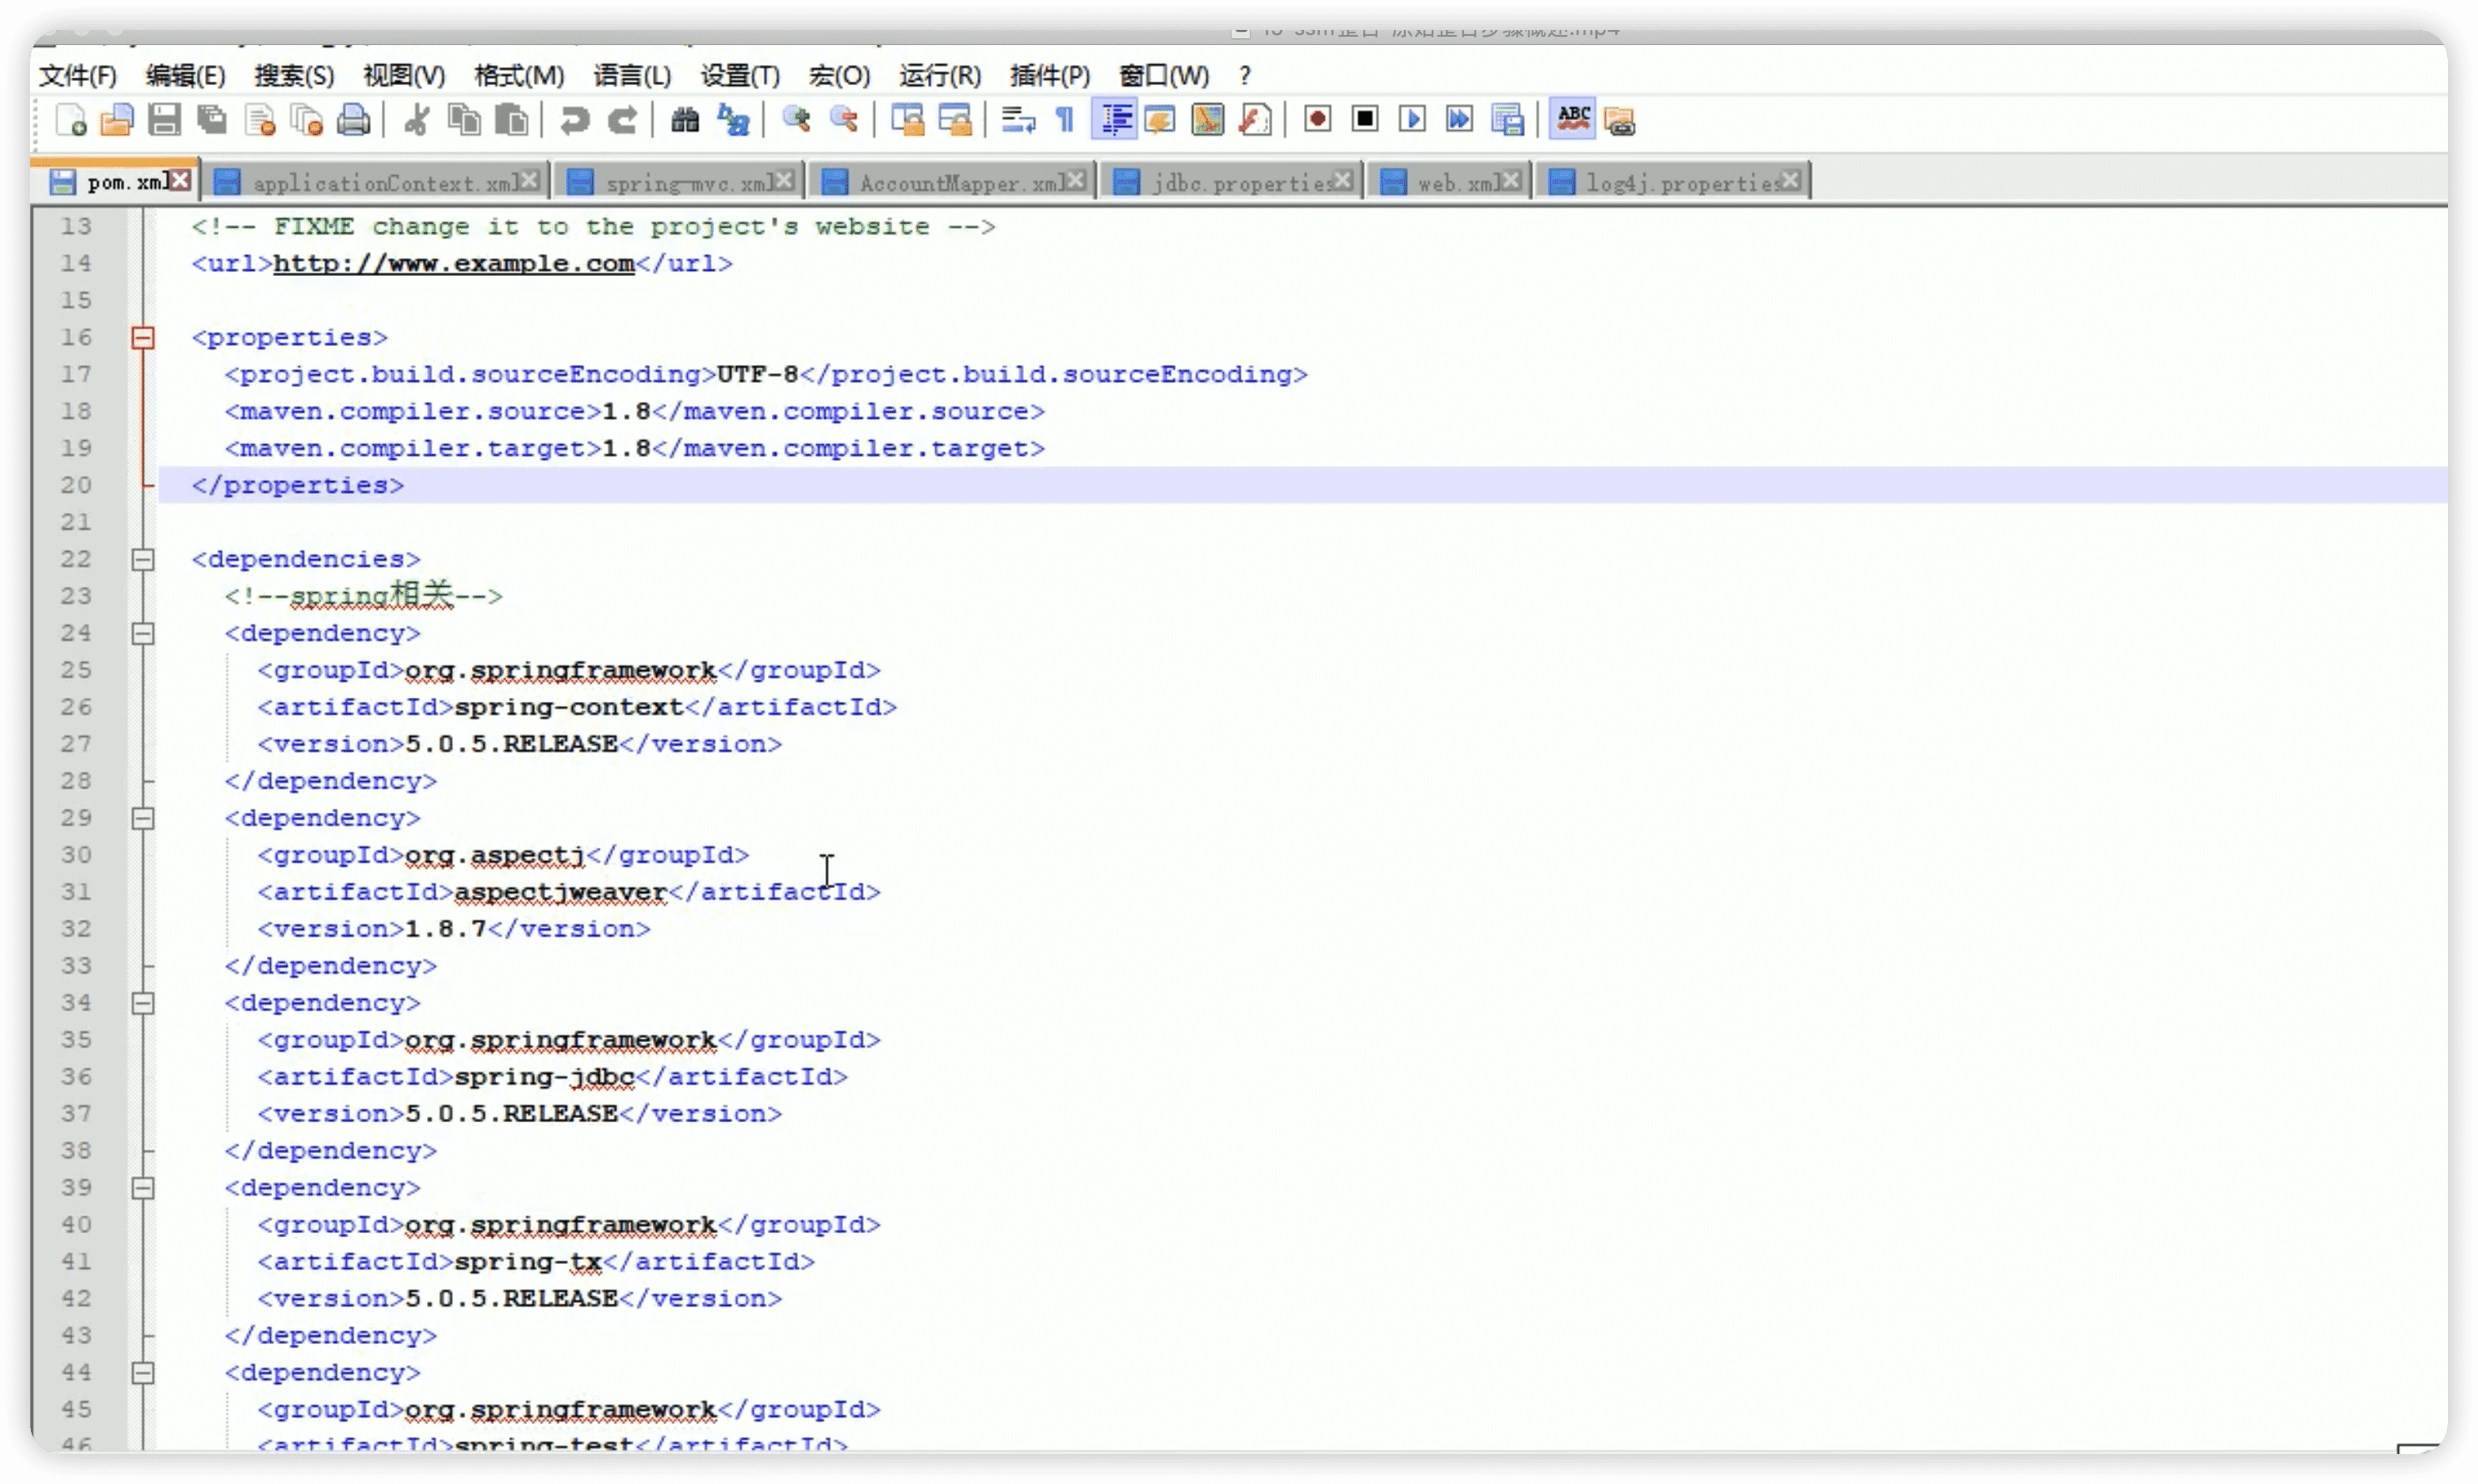 文件(F) 编辑(E) 搜索(S) 视图(V) 格式(M) 语言(L) 设置(T) 宏(O) 运行(R) 插件(P) 窗口(W) ?
ABC
pom.xml applicationContext.xml spring-mvc.xml AccountMapper.xml jdbc.properties web.xml log4j.properties
13 <!-- FIXME change it to the project's website -->
14 <url>http://www.example.com</url>
15
16 <properties>
17 <project.build.sourceEncoding>UTF-8</project.build.sourceEncoding>
18 <maven.compiler.source>1.8</maven.compiler.source>
19 <maven.compiler.target>1.8</maven.compiler.target>
20 </properties>
21
22 <dependencies>
23 <!--spring相关-->
24 <dependency>
25 <groupId>org.springframework</groupId>
26 <artifactId>spring-context</artifactId>
27 <version>5.0.5.RELEASE</version>
28 </dependency>
29 <dependency>
30 <groupId>org.aspectj</groupId>
31 <artifactId>aspectjweaver</artifactId>
32 <version>1.8.7</version>
33 </dependency>
34 <dependency>
35 <groupId>org.springframework</groupId>
36 <artifactId>spring-jdbc</artifactId>
37 <version>5.0.5.RELEASE</version>
38 </dependency>
39 <dependency>
40 <groupId>org.springframework</groupId>
41 <artifactId>spring-tx</artifactId>
42 <version>5.0.5.RELEASE</version>
43 </dependency>
44 <dependency>
45 <groupId>org.springframework</groupId>
46 <artifactId>spring-test</artifactId>